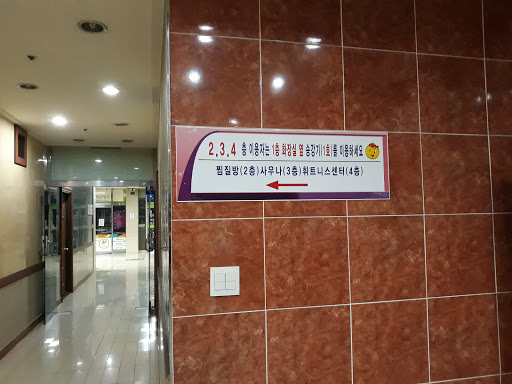 2,3,4 층 이용자는 1층 화장실 옆 승강기(1호)를 이용하세요
찜질방(2층)사우나(3층)휘트니스센터(4층)